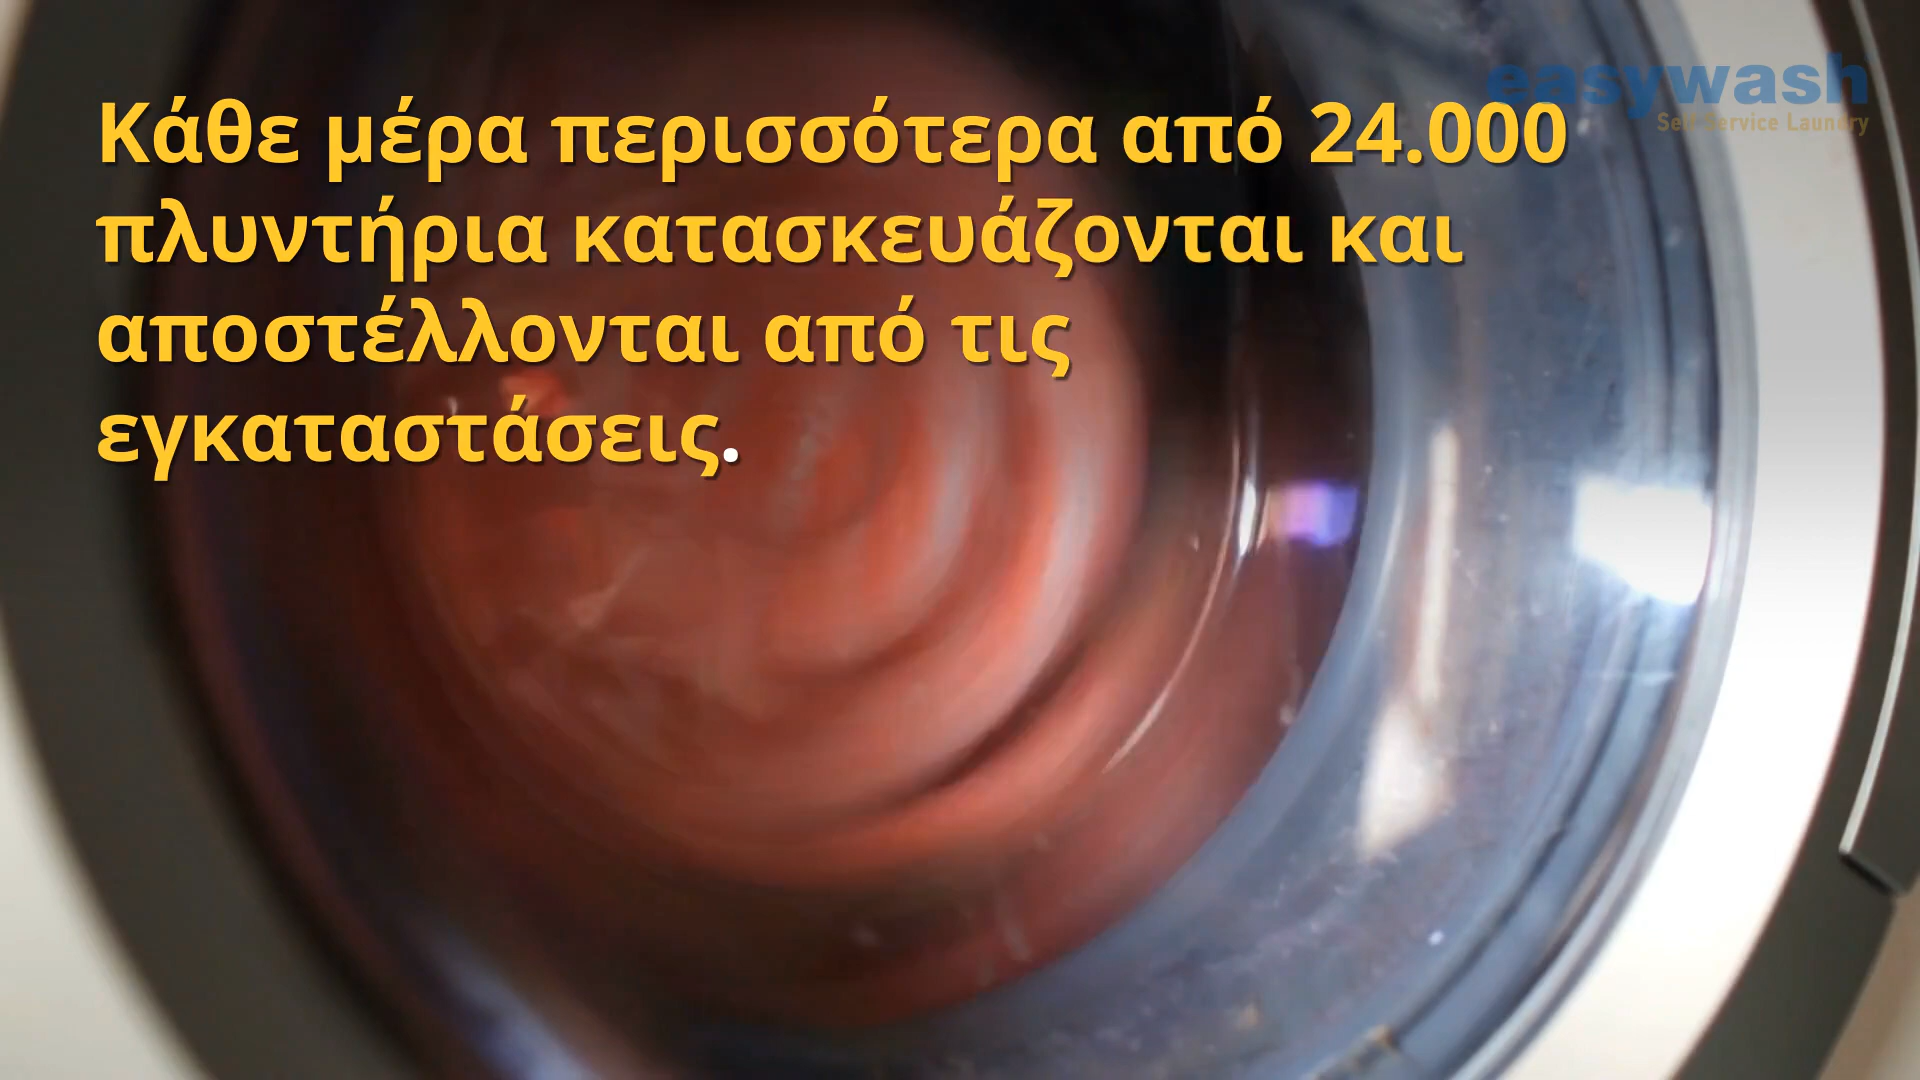 easywash
Self Service Laundry
Κάθε μέρα περισσότερα από 24.000
πλυντήρια κατασκευάζονται και
αποστέλλονται από τις
εγκαταστάσεις.